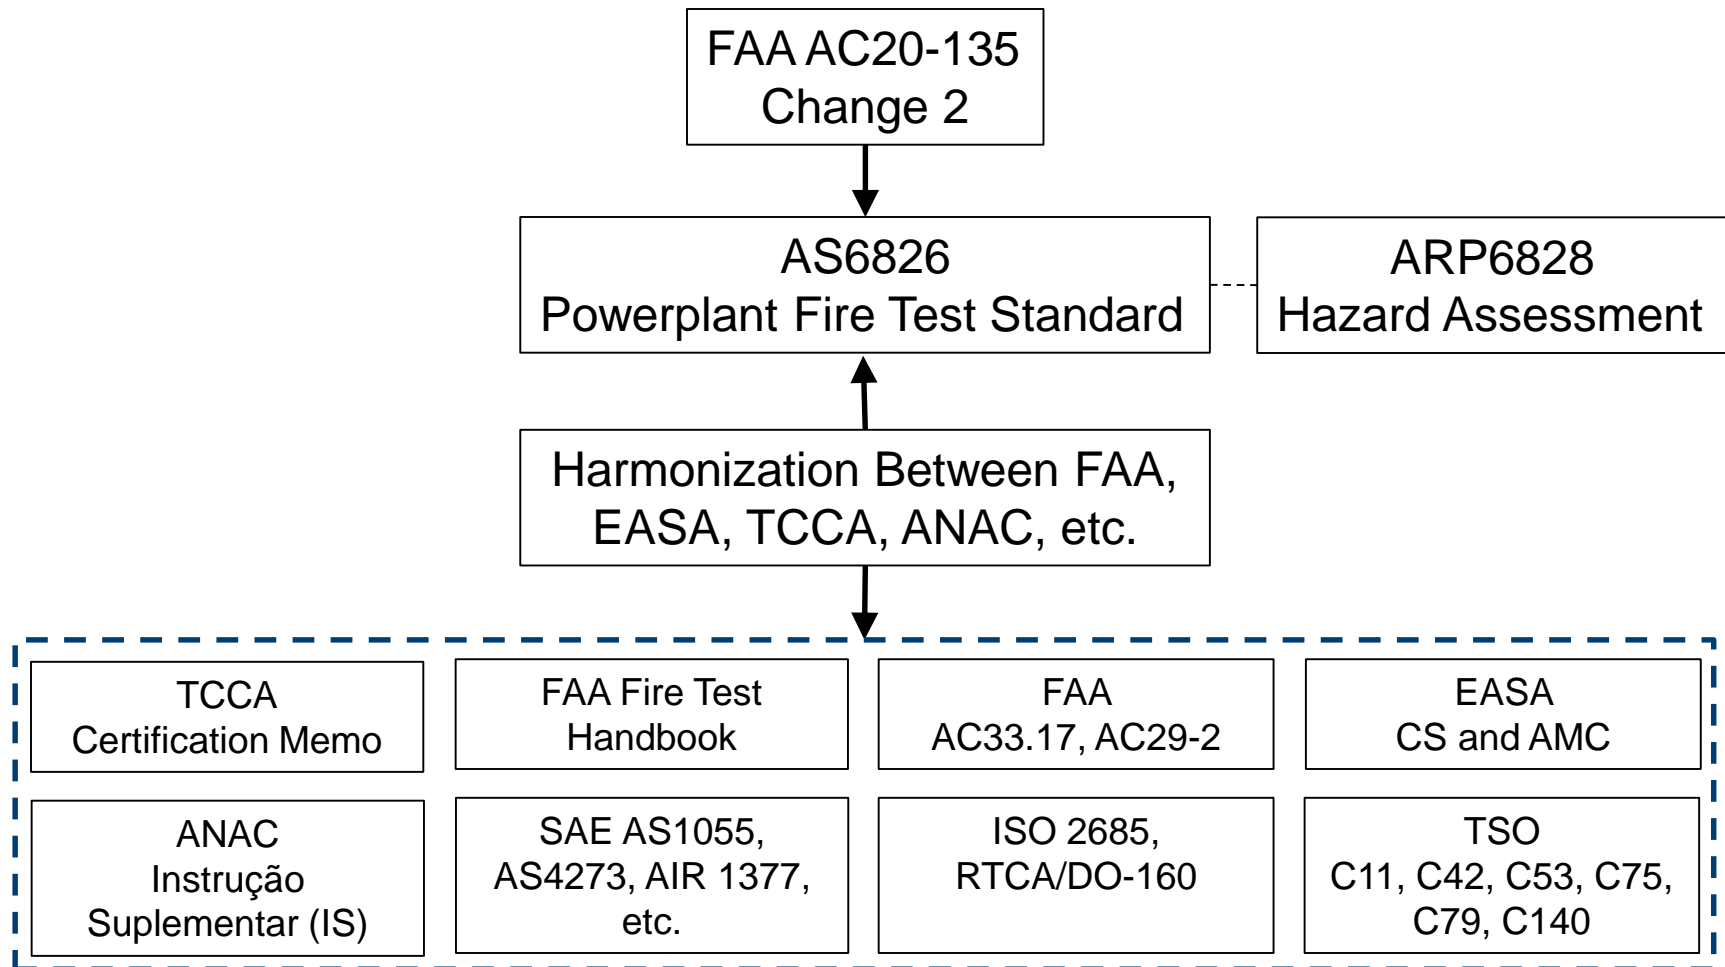 FAA AC20-135
Change 2
AS6826
Powerplant Fire Test Standard
ARP6828
Hazard Assessment
Harmonization Between FAA,
EASA, TCCA, ANAC, etc.
TCCA
Certification Memo
FAA Fire Test
Handbook
FAA
AC33.17, AC29-2
EASA
CS and AMC
ANAC
Instrução
Suplementar (IS)
SAE AS1055,
AS4273, AIR 1377,
etc.
ISO 2685,
RTCA/DO-160
TSO
C11, C42, C53, C75,
C79, C140